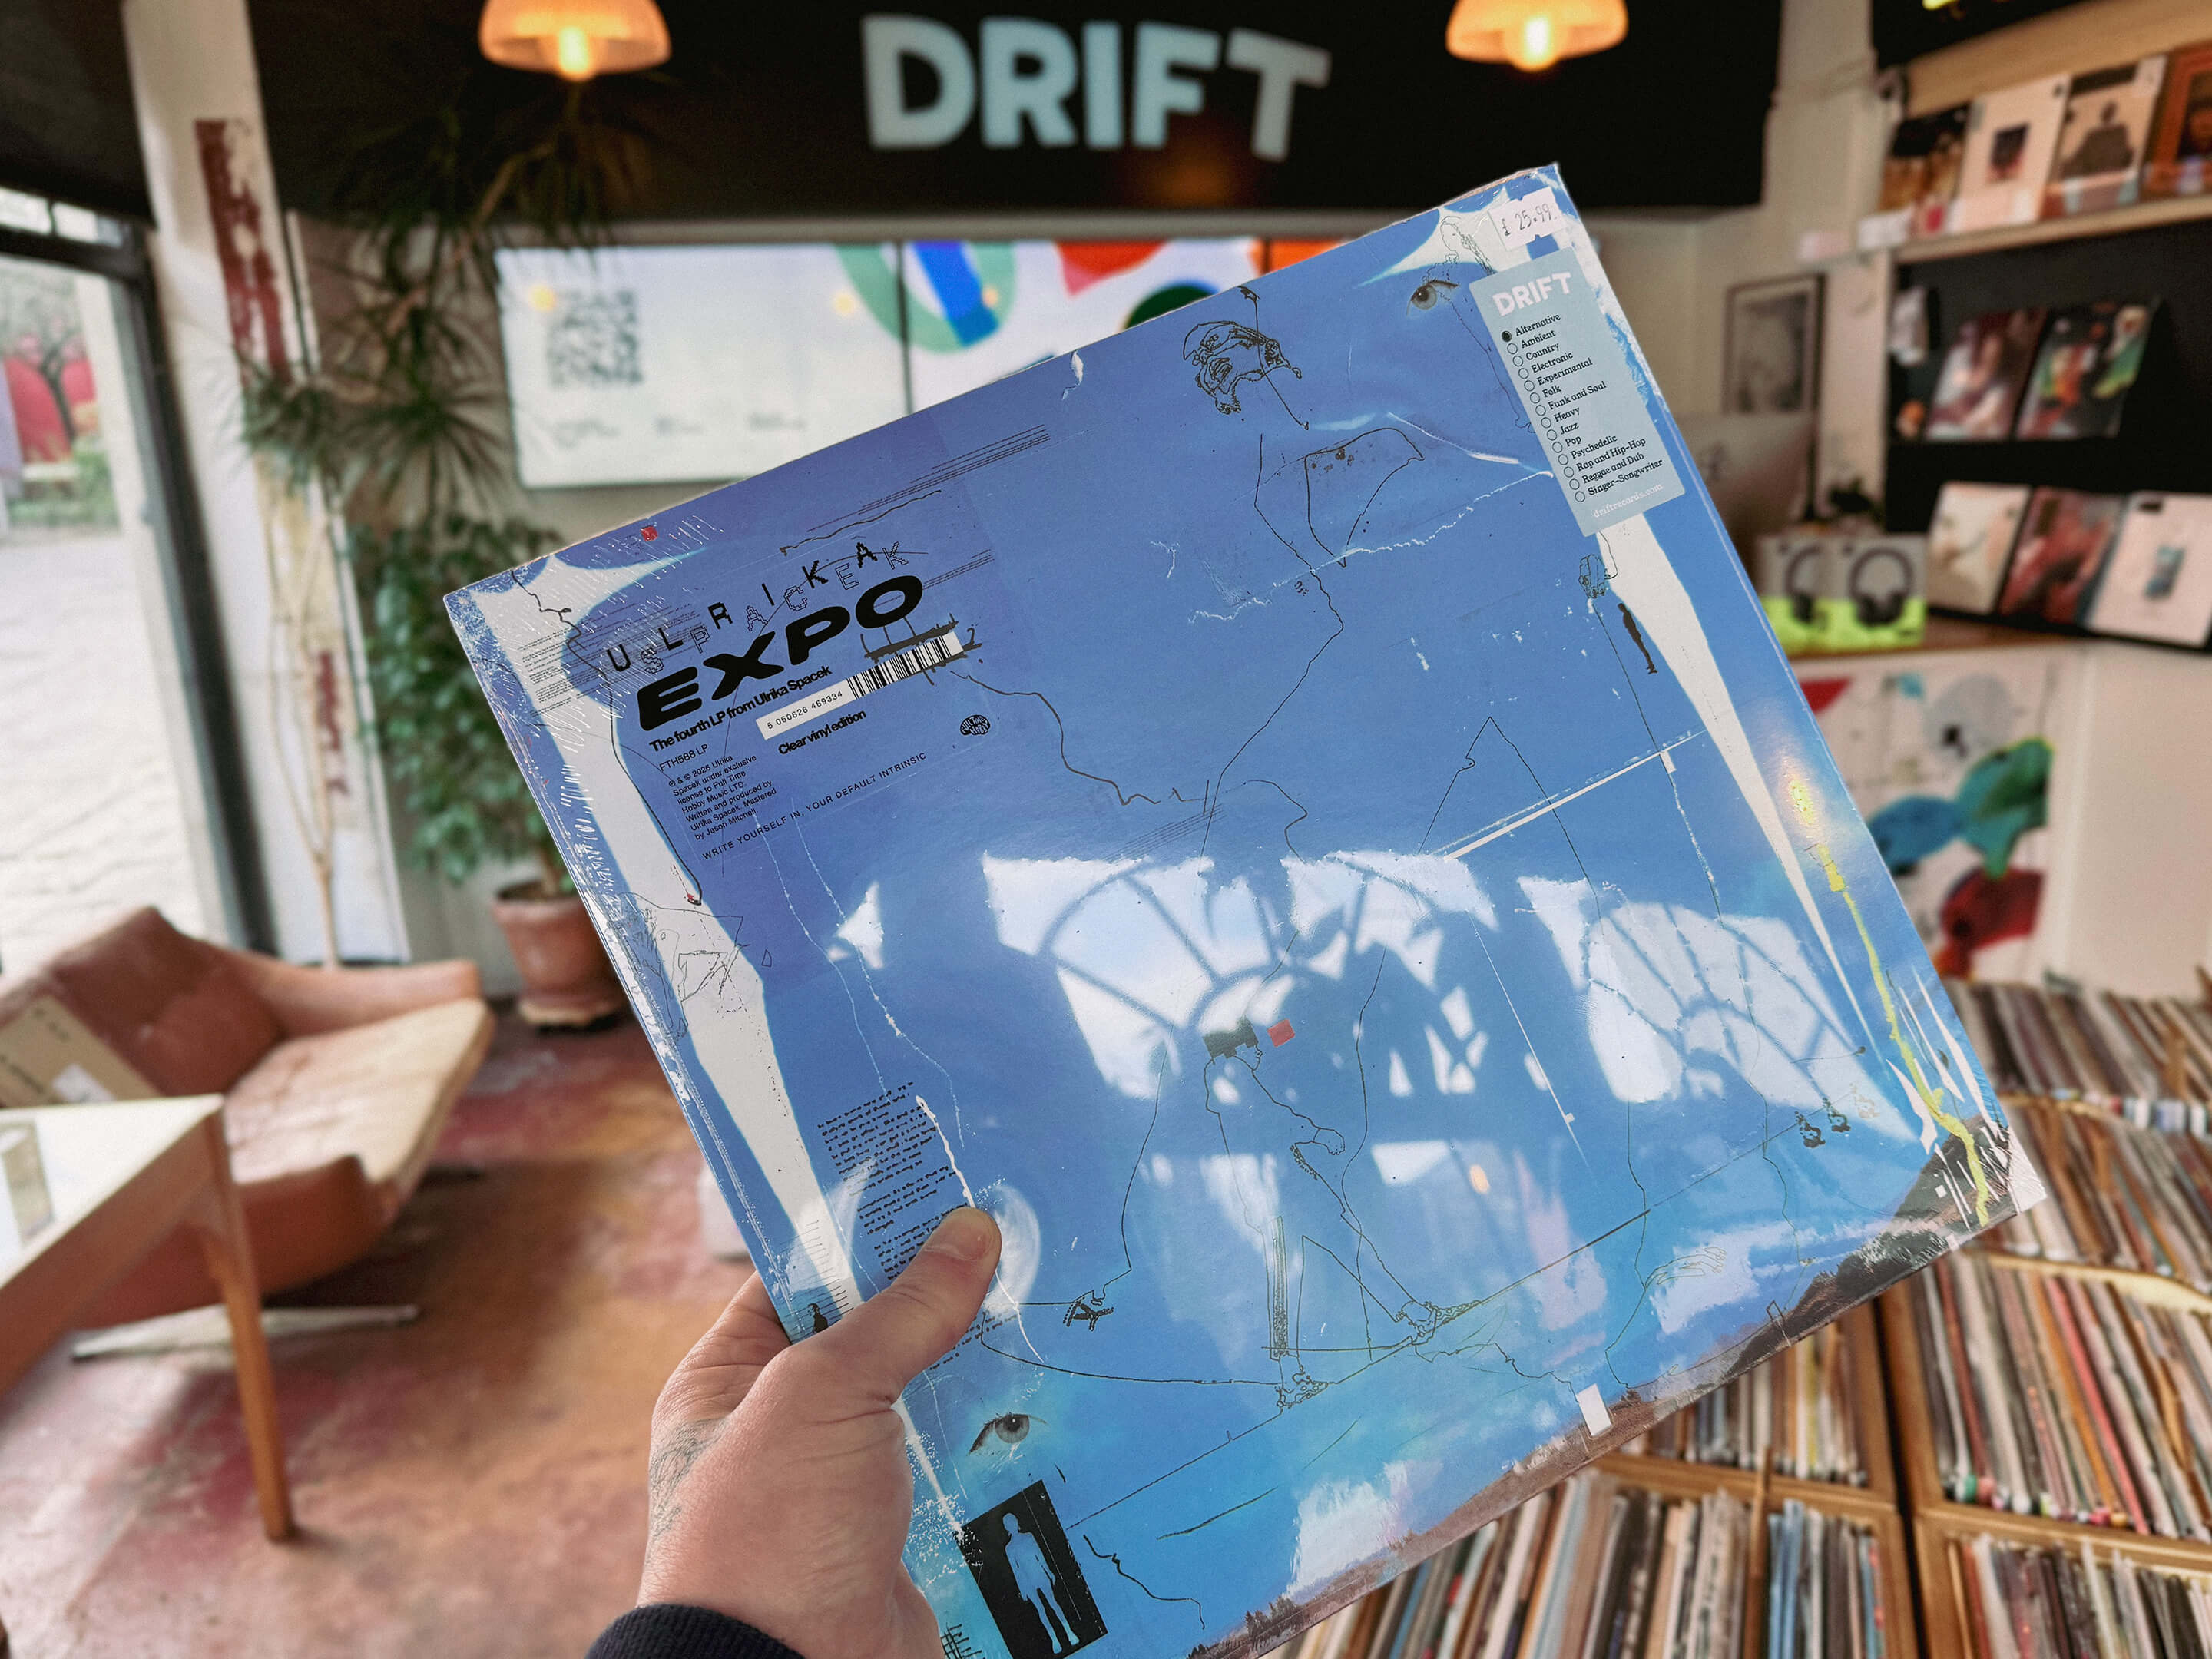 DRIFT
£ 25.99
DRIFT
Alternative
Ambient
Country
Electronic
Experimental
Folk
Funk and Soul
Heavy
Jazz
Pop
Psychedelic
Rap and Hip-Hop
Reggae and Dub
Singer-Songwriter
driftrecords.com
ULRIKA
SPACEK
EXPO
The fourth LP from Ulrika Spacek
5 060626 469334
Clear vinyl edition
FTH588 LP
℗ & © 2026 Ulrika
Spacek under exclusive
license to Full Time
Hobby Music LTD
Written and produced by
Ulrika Spacek. Mastered
by Jason Mitchell.
WRITE YOURSELF IN, YOUR DEFAULT INTRINSIC